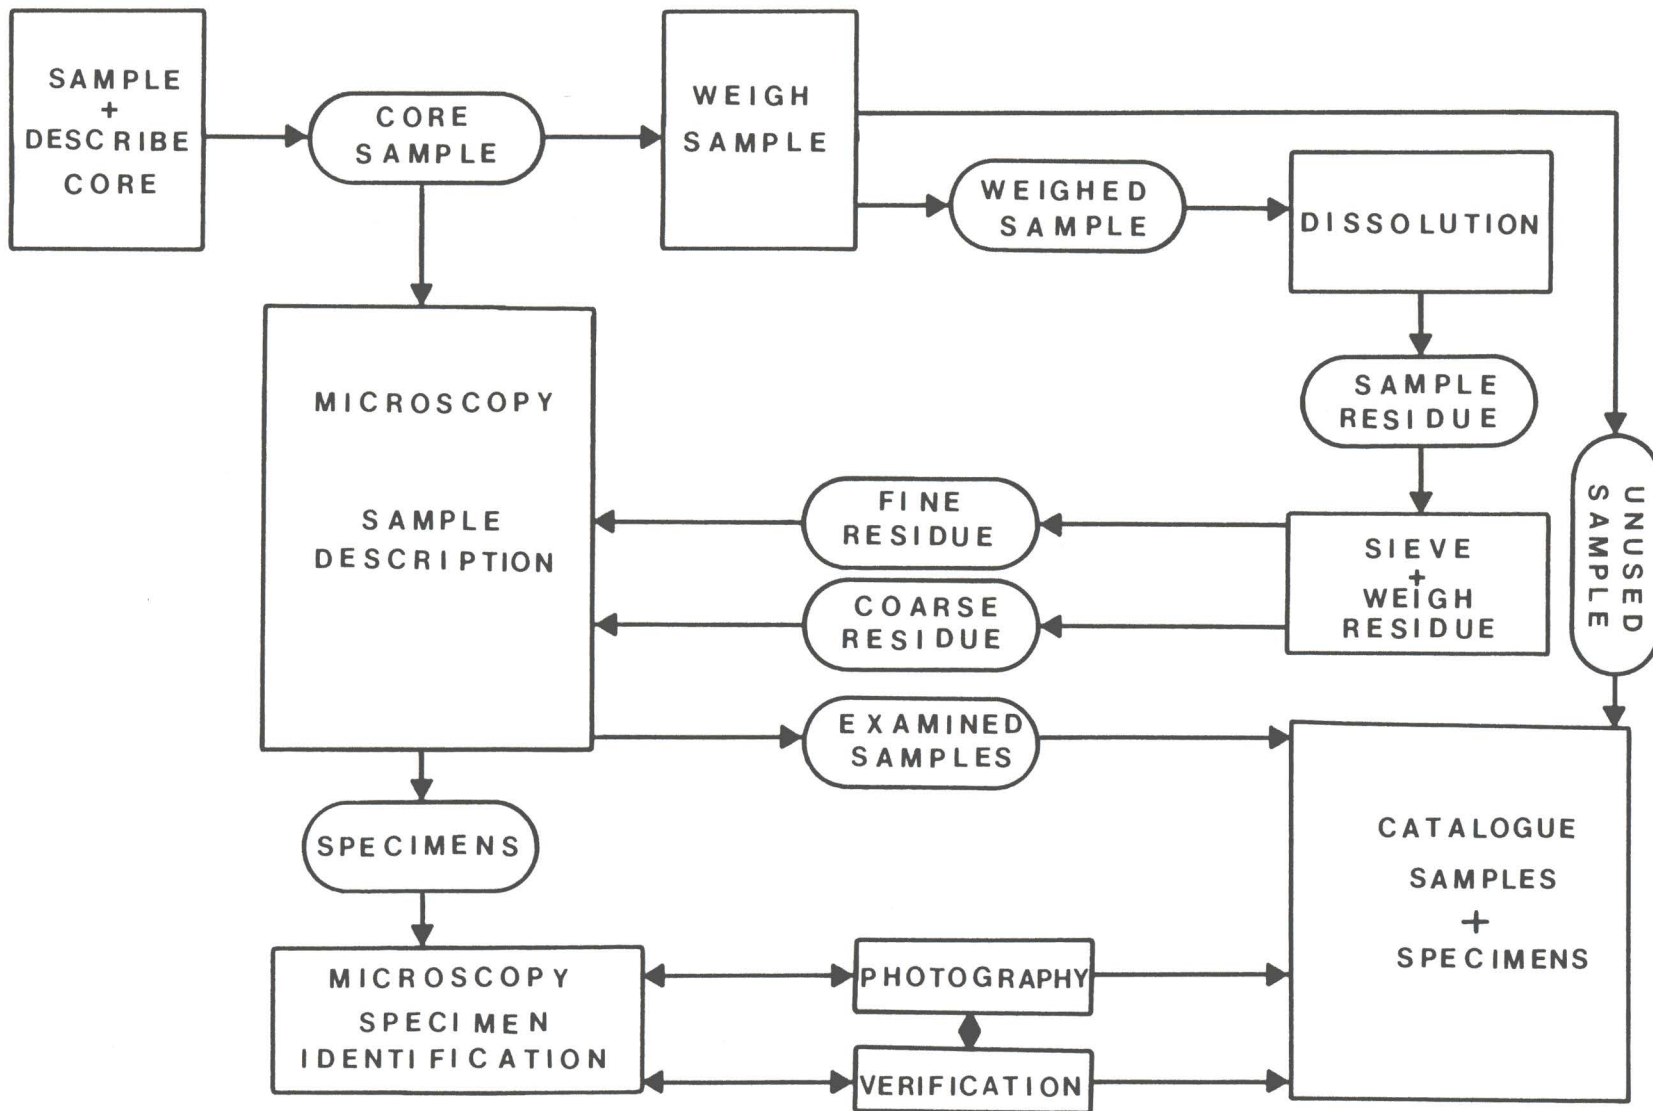 SAMPLE
+
DESCRIBE
CORE
CORE
SAMPLE
WEIGH
SAMPLE
WEIGHED
SAMPLE
DISSOLUTION
SAMPLE
RESIDUE
UNUSED
SAMPLE
MICROSCOPY
SAMPLE
DESCRIPTION
FINE
RESIDUE
COARSE
RESIDUE
SIEVE
+
WEIGH
RESIDUE
EXAMINED
SAMPLES
SPECIMENS
CATALOGUE
SAMPLES
+
SPECIMENS
MICROSCOPY
SPECIMEN
IDENTIFICATION
PHOTOGRAPHY
VERIFICATION